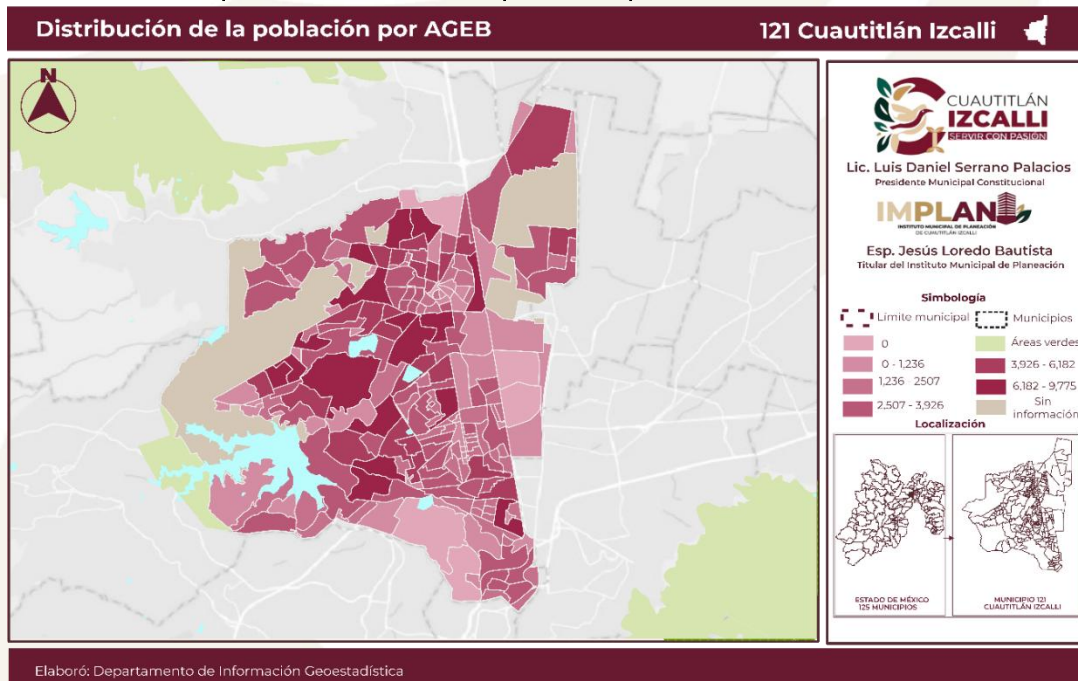 Distribución de la población por AGEB
121 Cuautitlán Izcalli
N
CUAUTITLÁN
IZCALLI
SERVIR CON PASIÓN
Lic. Luis Daniel Serrano Palacios
Presidente Municipal Constitucional
IMPLAN
INSTITUTO MUNICIPAL DE PLANEACIÓN
DE CUAUTITLÁN IZCALLI
Esp. Jesús Loredo Bautista
Titular del Instituto Municipal de Planeación
Simbología
Límite municipal
Municipios
0
Áreas verdes
0 - 1,236
3,926 - 6,182
1,236 - 2507
6,182 - 9,775
2,507 - 3,926
Sin
información
Localización
ESTADO DE MÉXICO
125 MUNICIPIOS
MUNICIPIO 121
CUAUTITLÁN IZCALLI
Elaboró: Departamento de Información Geoestadística